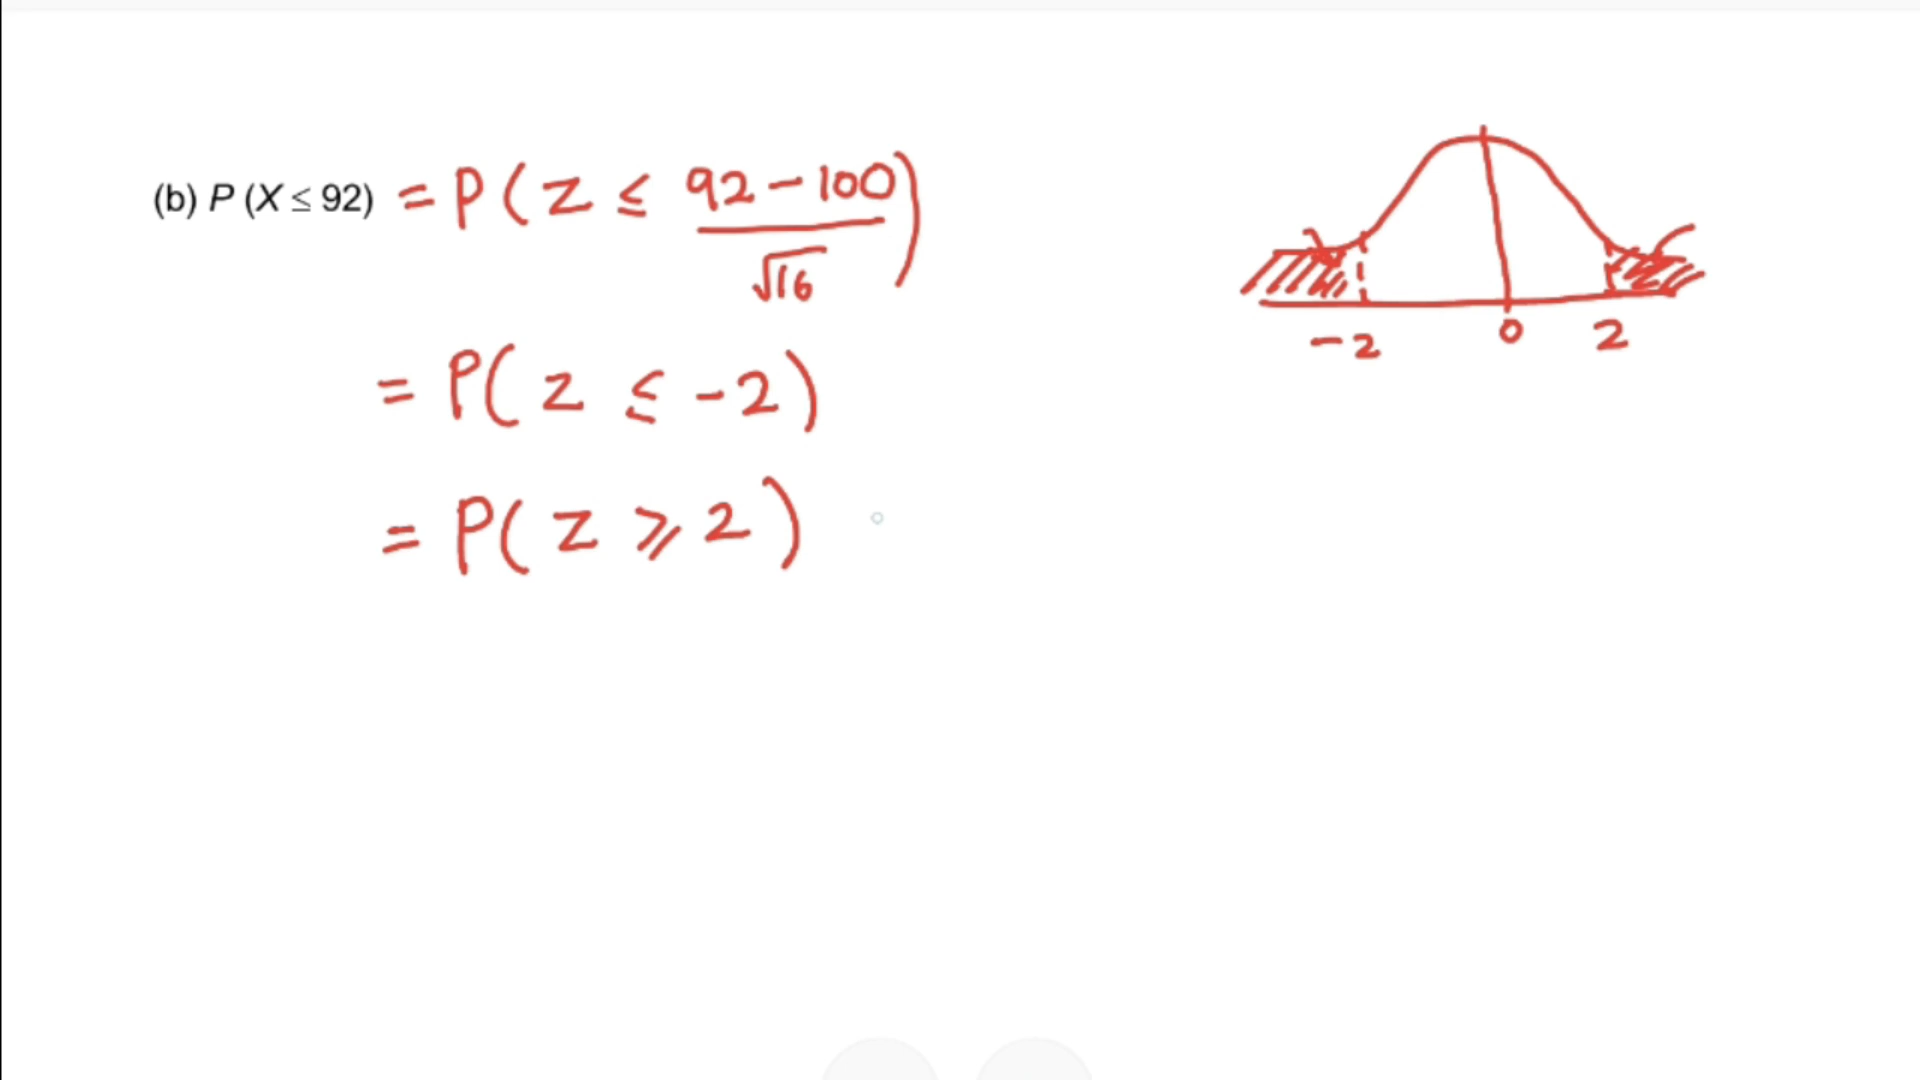 (b) P (X ≤ 92) = P ( Z ≤ 92 - 100 / √16 )
= P( Z ≤ -2 )
= P( Z ⩾ 2 )
-2 0 2